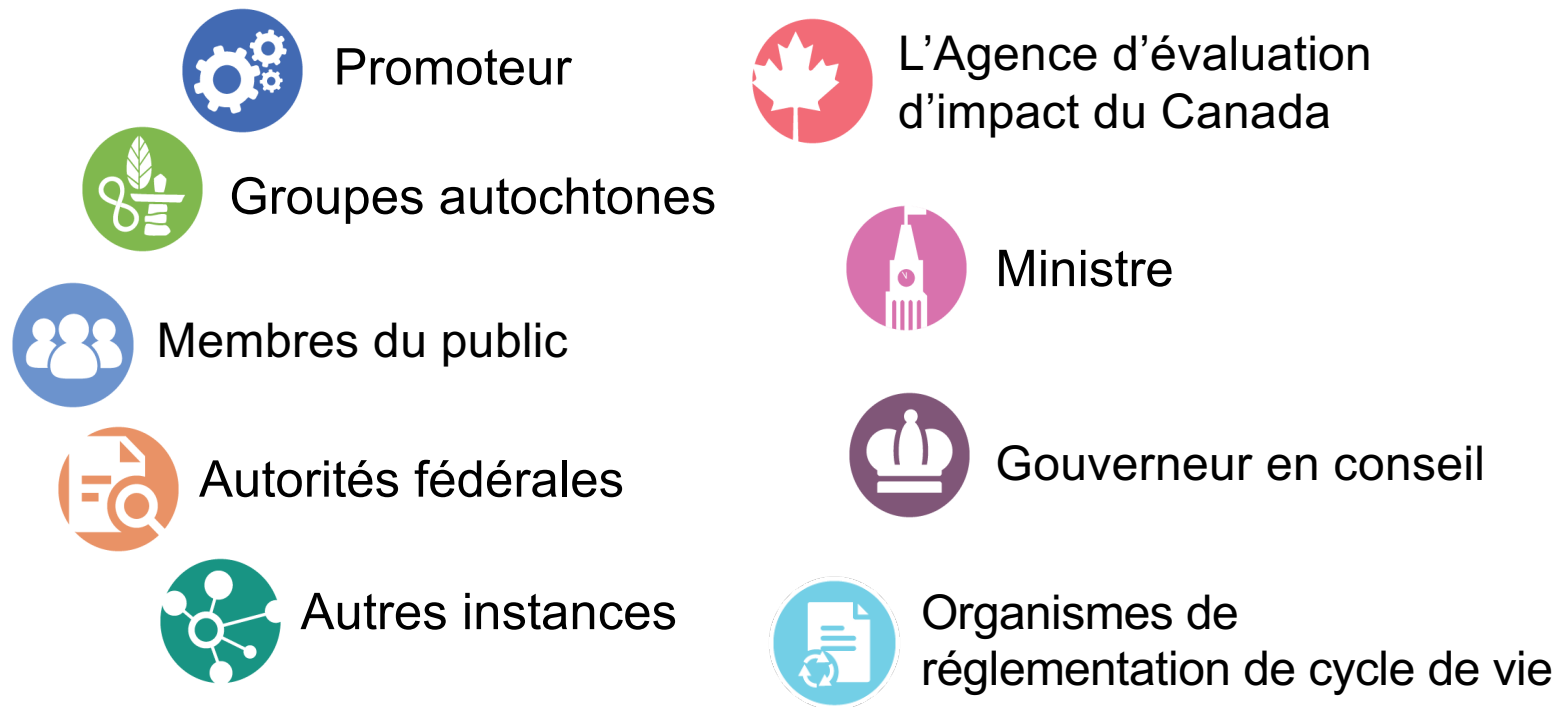 Promoteur
Groupes autochtones
Membres du public
Autorités fédérales
Autres instances
L’Agence d’évaluation
d’impact du Canada
Ministre
Gouverneur en conseil
Organismes de
réglementation de cycle de vie